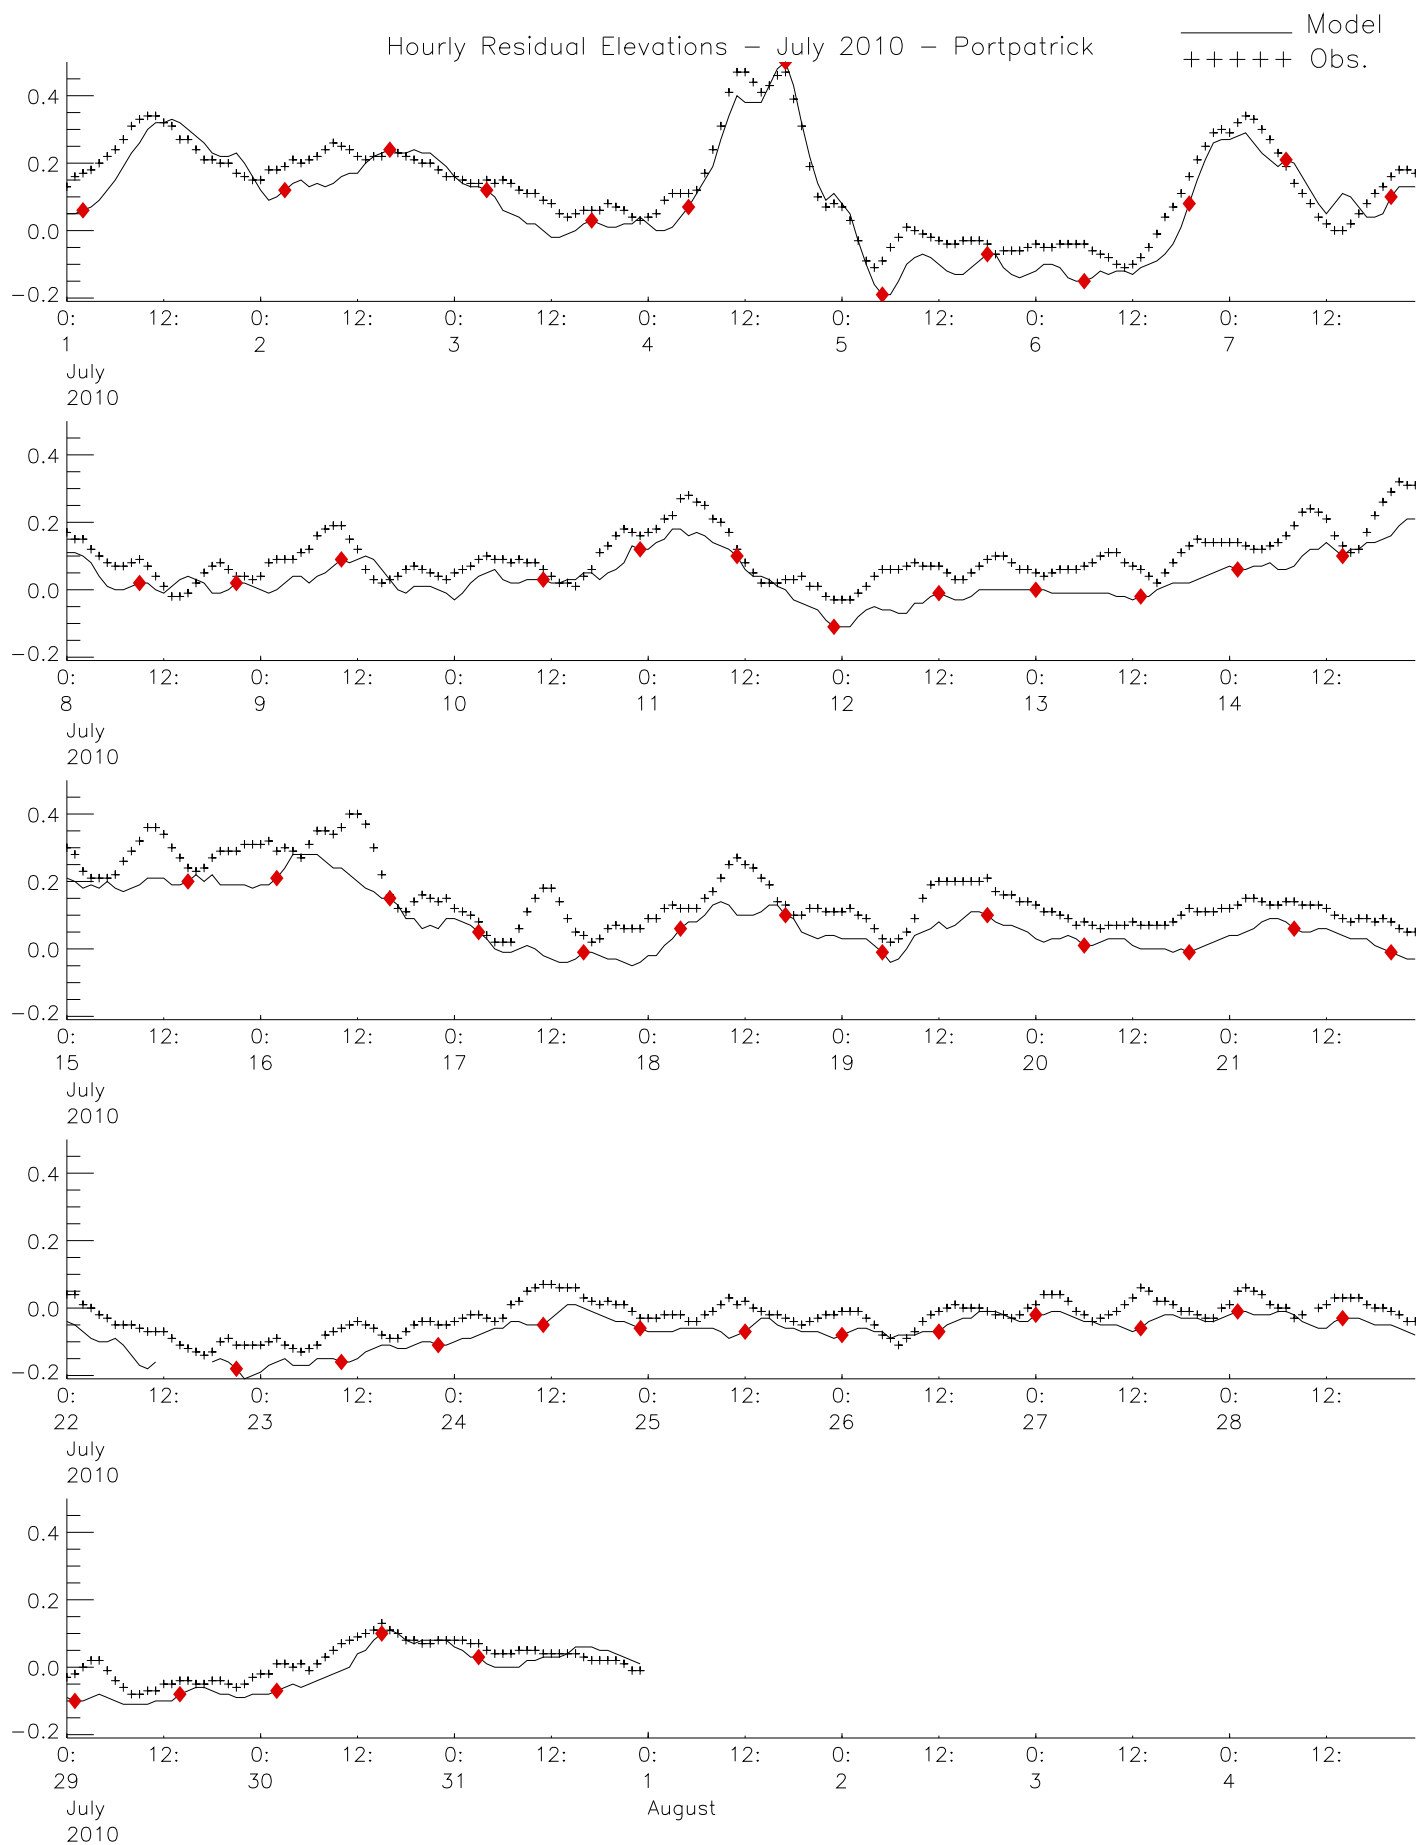 Hourly Residual Elevations – July 2010 – Portpatrick
Model
+++++ Obs.
0.4
0.2
0.0
−0.2
0: 12: 0: 12: 0: 12: 0: 12: 0: 12: 0: 12: 0: 12:
1 2 3 4 5 6 7
July
2010
0.4
0.2
0.0
−0.2
0: 12: 0: 12: 0: 12: 0: 12: 0: 12: 0: 12: 0: 12:
8 9 10 11 12 13 14
July
2010
0.4
0.2
0.0
−0.2
0: 12: 0: 12: 0: 12: 0: 12: 0: 12: 0: 12: 0: 12:
15 16 17 18 19 20 21
July
2010
0.4
0.2
0.0
−0.2
0: 12: 0: 12: 0: 12: 0: 12: 0: 12: 0: 12: 0: 12:
22 23 24 25 26 27 28
July
2010
0.4
0.2
0.0
−0.2
0: 12: 0: 12: 0: 12: 0: 12: 0: 12: 0: 12: 0: 12:
29 30 31 1 2 3 4
July August
2010